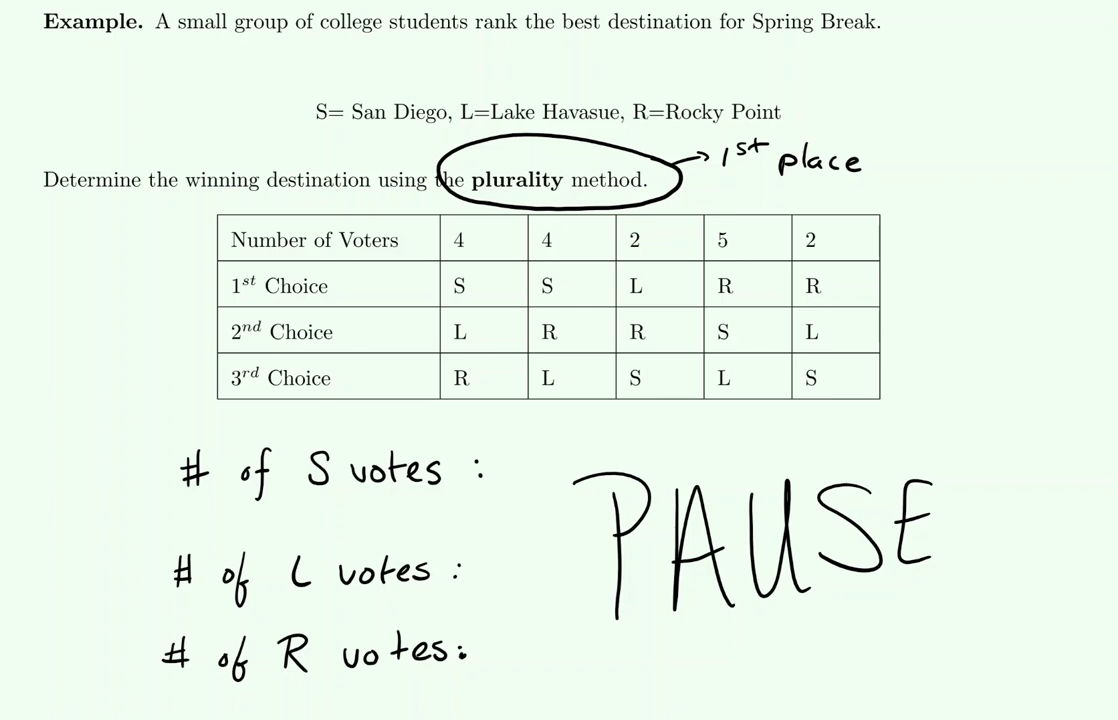 Example. A small group of college students rank the best destination for Spring Break.
S= San Diego, L=Lake Havasue, R=Rocky Point
→ 1st place
Determine the winning destination using the plurality method.
Number of Voters 4 4 2 5 2
1st Choice S S L R R
2nd Choice L R R S L
3rd Choice R L S L S
# of S votes :
PAUSE
# of L votes :
# of R votes: